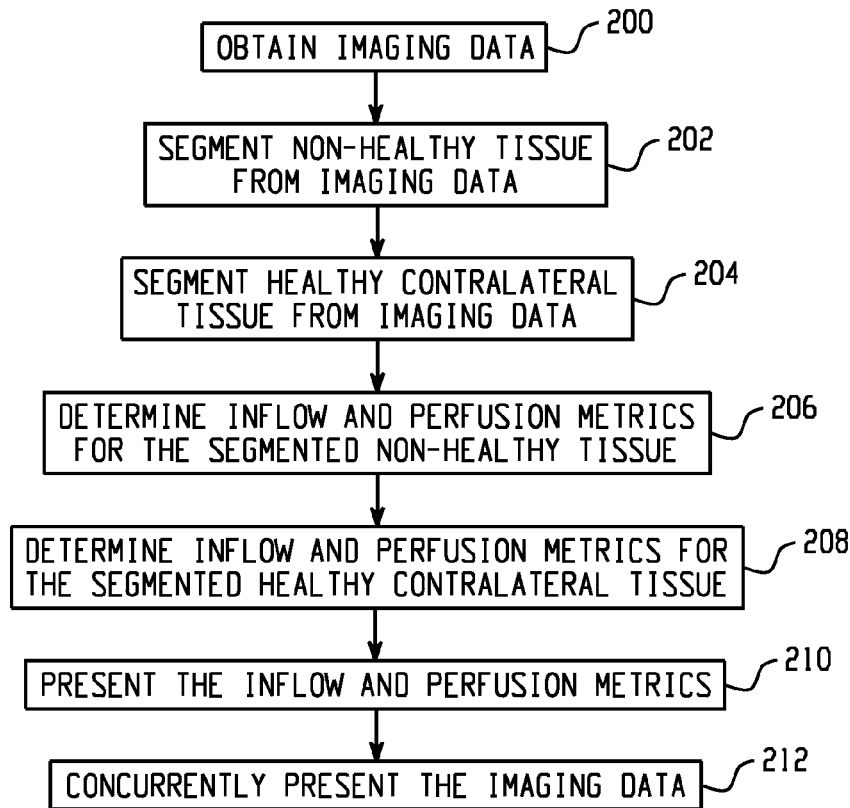 OBTAIN IMAGING DATA
200
SEGMENT NON-HEALTHY TISSUE
FROM IMAGING DATA
202
SEGMENT HEALTHY CONTRALATERAL
TISSUE FROM IMAGING DATA
204
DETERMINE INFLOW AND PERFUSION METRICS
FOR THE SEGMENTED NON-HEALTHY TISSUE
206
DETERMINE INFLOW AND PERFUSION METRICS FOR
THE SEGMENTED HEALTHY CONTRALATERAL TISSUE
208
PRESENT THE INFLOW AND PERFUSION METRICS
210
CONCURRENTLY PRESENT THE IMAGING DATA
212